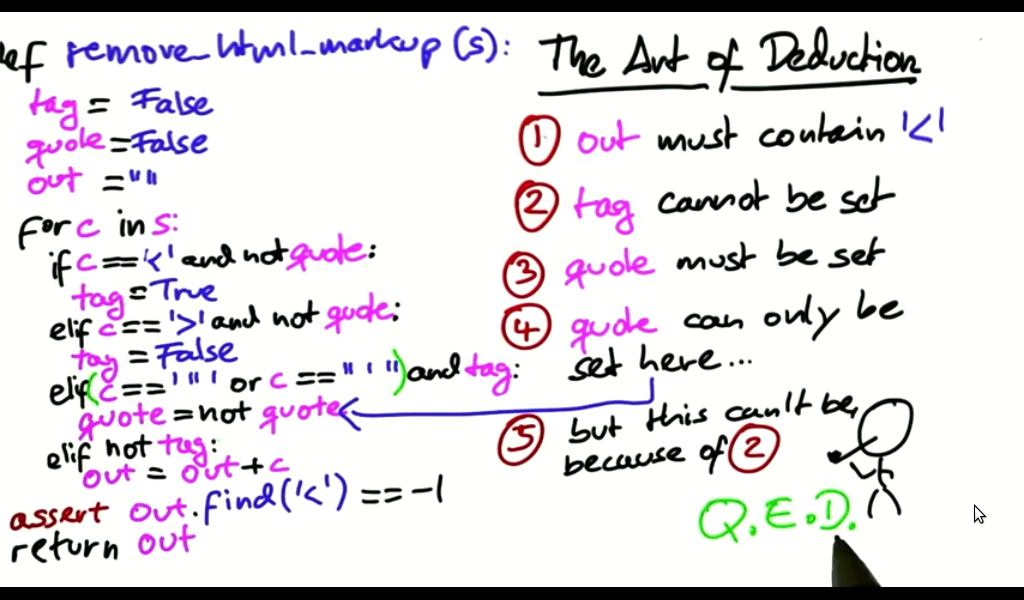 def remove_html_markup (s):
tag = False
quote = False
out = ""
for c in s:
if c == '<' and not quote:
tag = True
elif c == '>' and not quote:
tag = False
elif (c == '"' or c == "'") and tag:
quote = not quote
elif not tag:
out = out + c
assert out.find('<') == -1
return out
The Art of Deduction
1 out must contain '<'
2 tag cannot be set
3 quote must be set
4 quote can only be
set here...
5 but this can't be,
because of 2
Q.E.D.